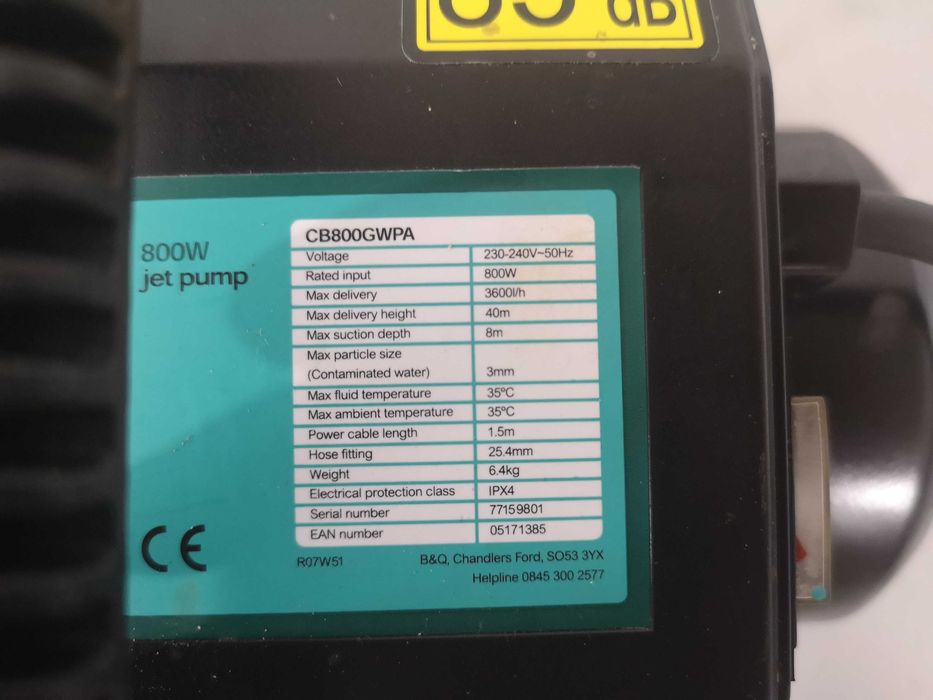 dB
800W
jet pump
CB800GWPA
Voltage 230-240V~50Hz
Rated input 800W
Max delivery 3600l/h
Max delivery height 40m
Max suction depth 8m
Max particle size
(Contaminated water) 3mm
Max fluid temperature 35ºC
Max ambient temperature 35ºC
Power cable length 1.5m
Hose fitting 25.4mm
Weight 6.4kg
Electrical protection class IPX4
Serial number 77159801
EAN number 05171385
CE
R07W51 B&Q, Chandlers Ford, SO53 3YX
Helpline 0845 300 2577